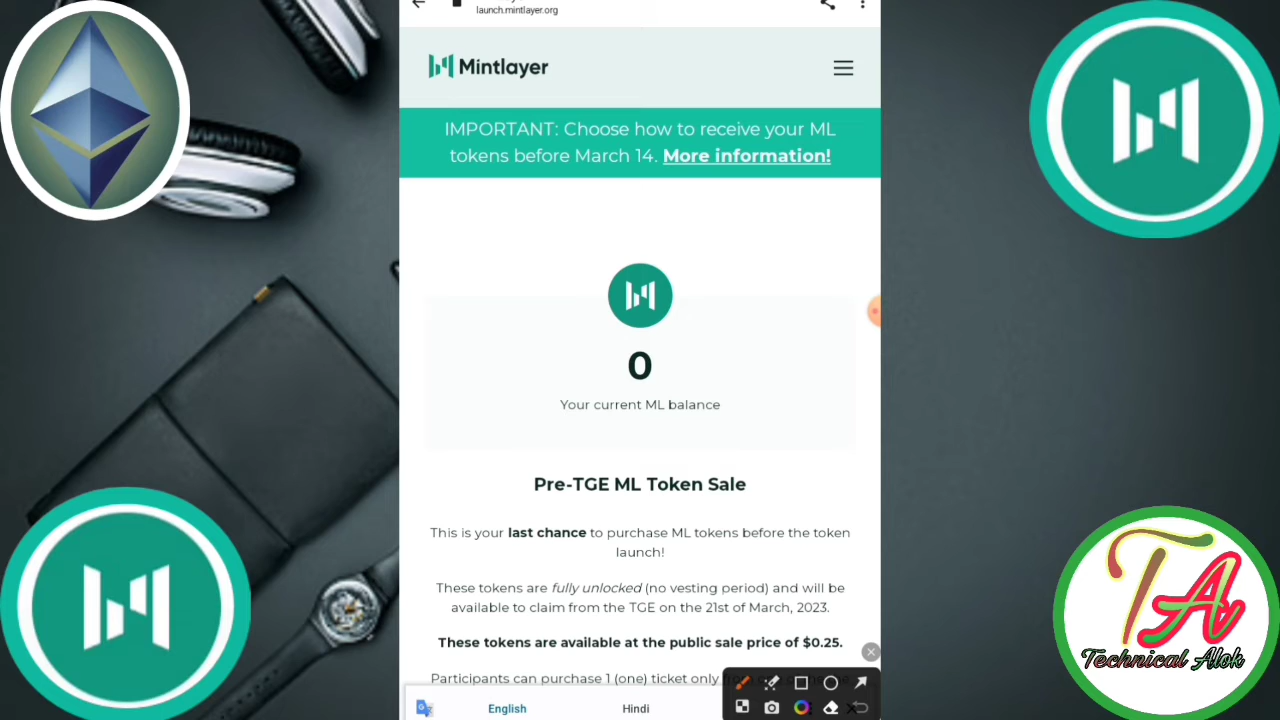 launch.mintlayer.org
Mintlayer
IMPORTANT: Choose how to receive your ML
tokens before March 14. More information!
0
Your current ML balance
Pre-TGE ML Token Sale
This is your last chance to purchase ML tokens before the token
launch!
These tokens are fully unlocked (no vesting period) and will be
available to claim from the TGE on the 21st of March, 2023.
These tokens are available at the public sale price of $0.25.
Participants can purchase 1 (one) ticket only
English
Hindi
TA
Technical Alok